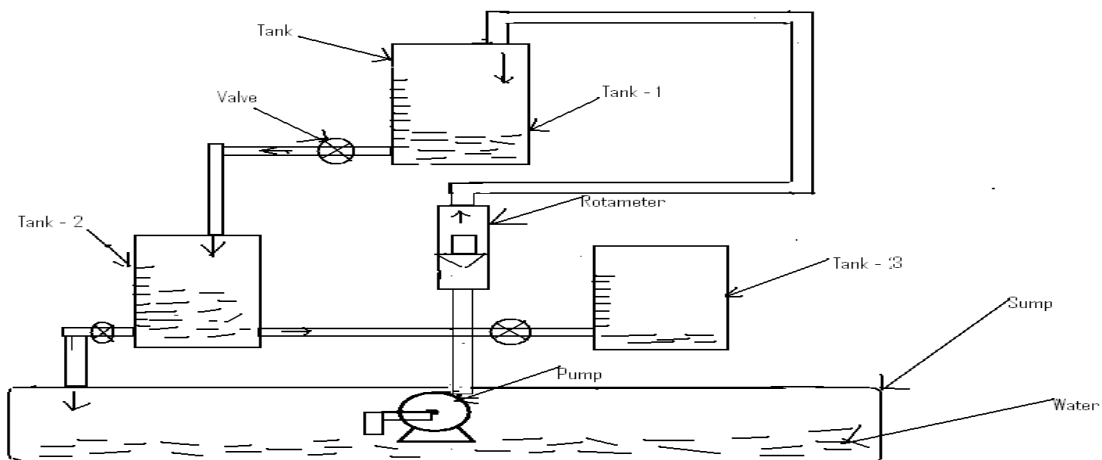 Tank
Tank - 1
Valve
Rotameter
Tank - 2
Tank - 3
Sump
Pump
Water